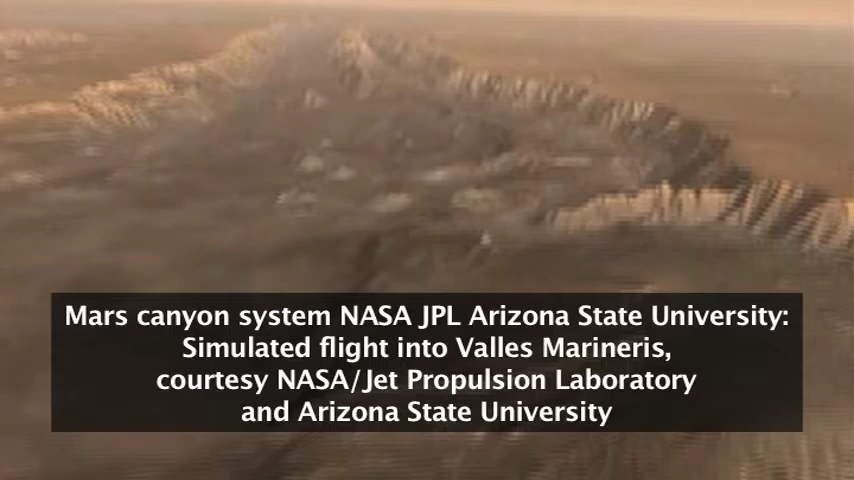 Mars canyon system NASA JPL Arizona State University:
Simulated flight into Valles Marineris,
courtesy NASA/Jet Propulsion Laboratory
and Arizona State University